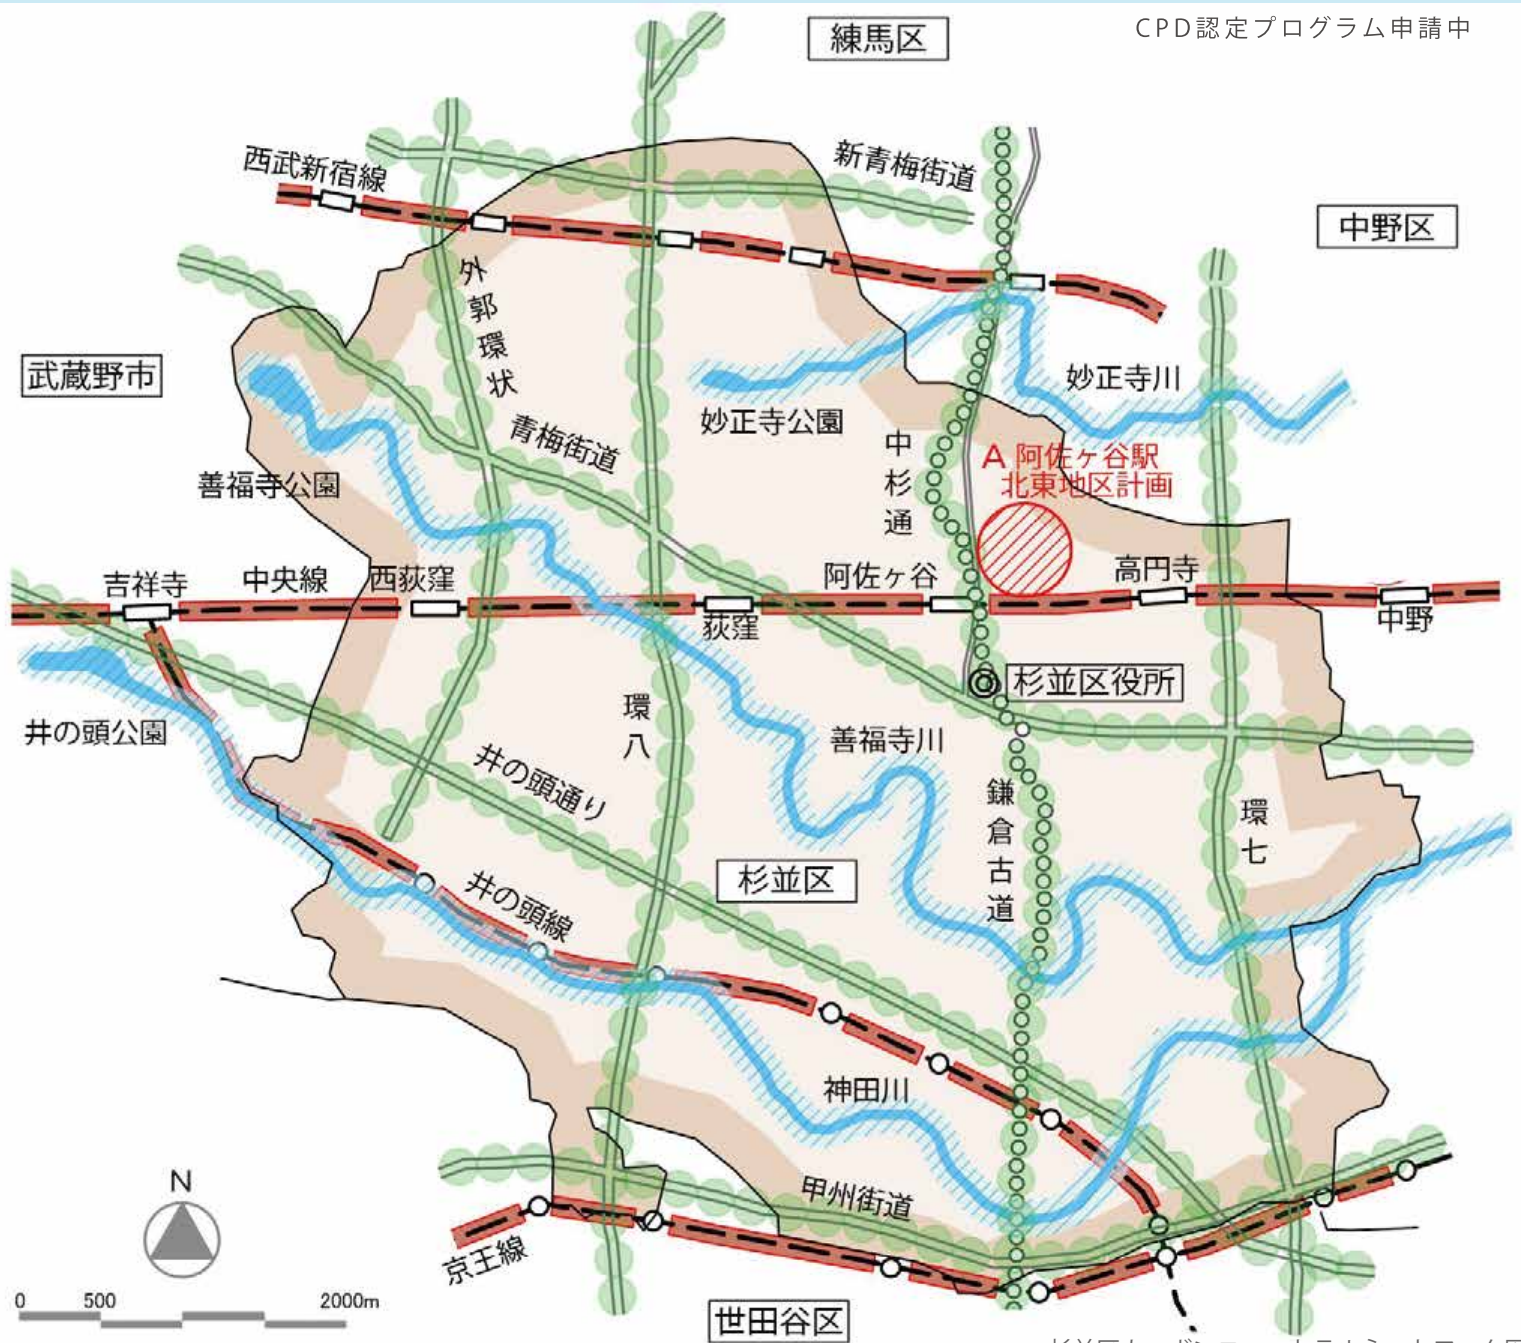 CPD認定プログラム申請中
練馬区
西武新宿線
新青梅街道
中野区
外郭環状
武蔵野市
妙正寺川
妙正寺公園
青梅街道
中杉通
A 阿佐ヶ谷駅
北東地区計画
善福寺公園
吉祥寺
中央線
西荻窪
荻窪
阿佐ヶ谷
高円寺
中野
杉並区役所
井の頭公園
環八
善福寺川
井の頭通り
鎌倉古道
環七
杉並区
井の頭線
神田川
甲州街道
京王線
N
0 500 2000m
世田谷区